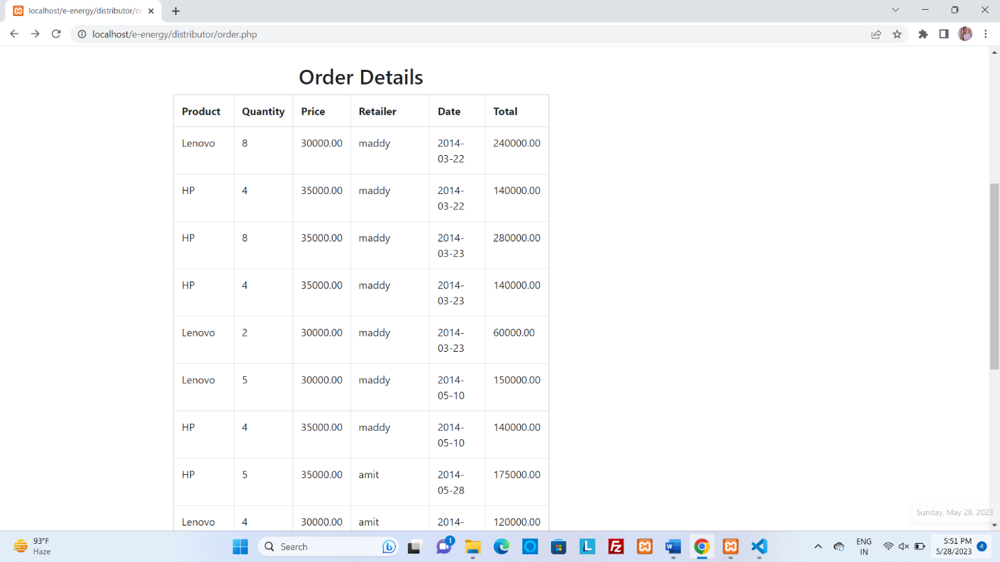 localhost/e-energy/distributor/or
localhost/e-energy/distributor/order.php
Order Details
Product Quantity Price Retailer Date Total
Lenovo 8 30000.00 maddy 2014- 240000.00
03-22
HP 4 35000.00 maddy 2014- 140000.00
03-22
HP 8 35000.00 maddy 2014- 280000.00
03-23
HP 4 35000.00 maddy 2014- 140000.00
03-23
Lenovo 2 30000.00 maddy 2014- 60000.00
03-23
Lenovo 5 30000.00 maddy 2014- 150000.00
05-10
HP 4 35000.00 maddy 2014- 140000.00
05-10
HP 5 35000.00 amit 2014- 175000.00
05-28
Lenovo 4 30000.00 amit 2014- 120000.00
Sunday, May 28, 2023
93°F
Haze
Search
1
L
FZ
W
ENG
IN
5:51 PM
5/28/2023
4